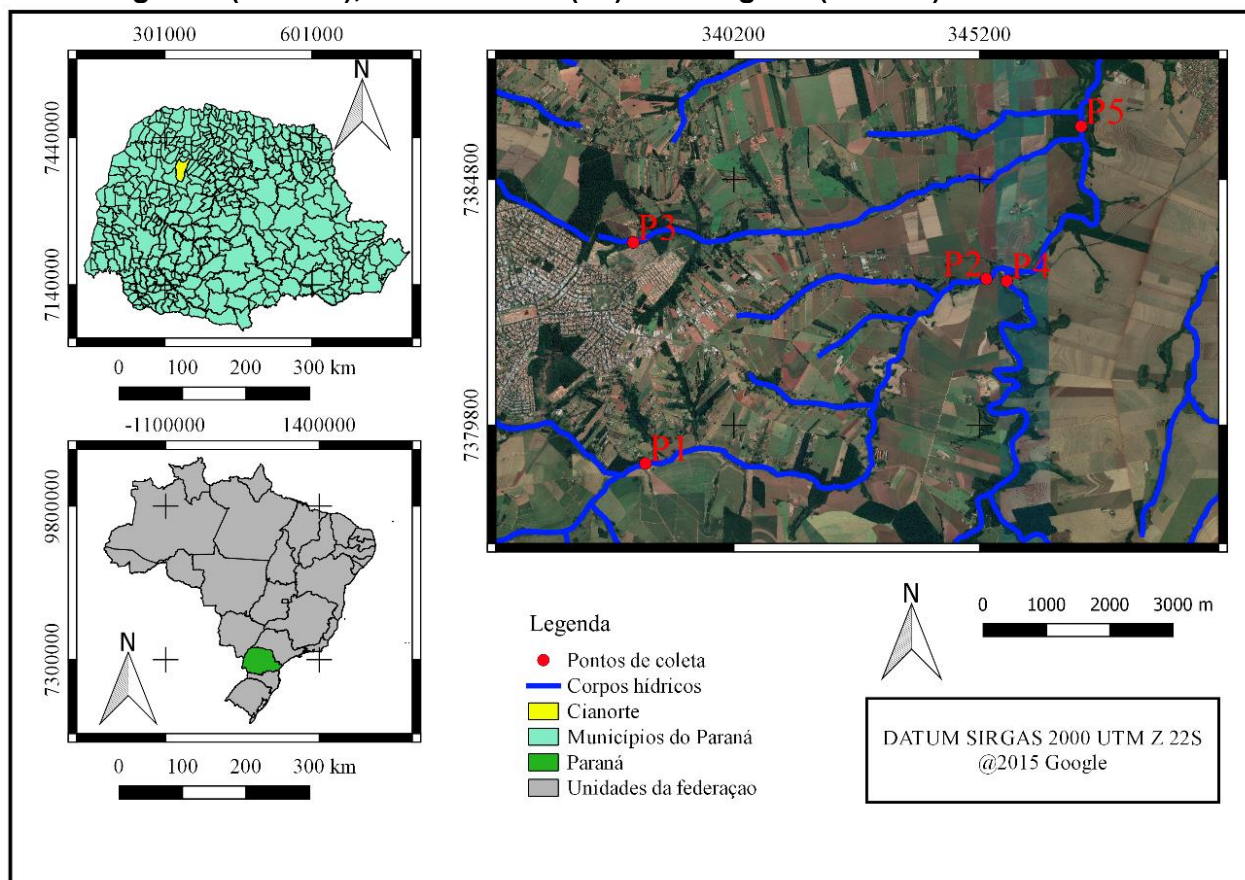 301000 601000
N
7440000
7140000
0 100 200 300 km
-1100000 1400000
9800000
7300000
N
0 100 200 300 km
340200 345200
7384800
7379800
P5
P3
P2 P4
P1
Legenda
Pontos de coleta
Corpos hídricos
Cianorte
Municípios do Paraná
Paraná
Unidades da federaçao
N
0 1000 2000 3000 m
DATUM SIRGAS 2000 UTM Z 22S
@2015 Google